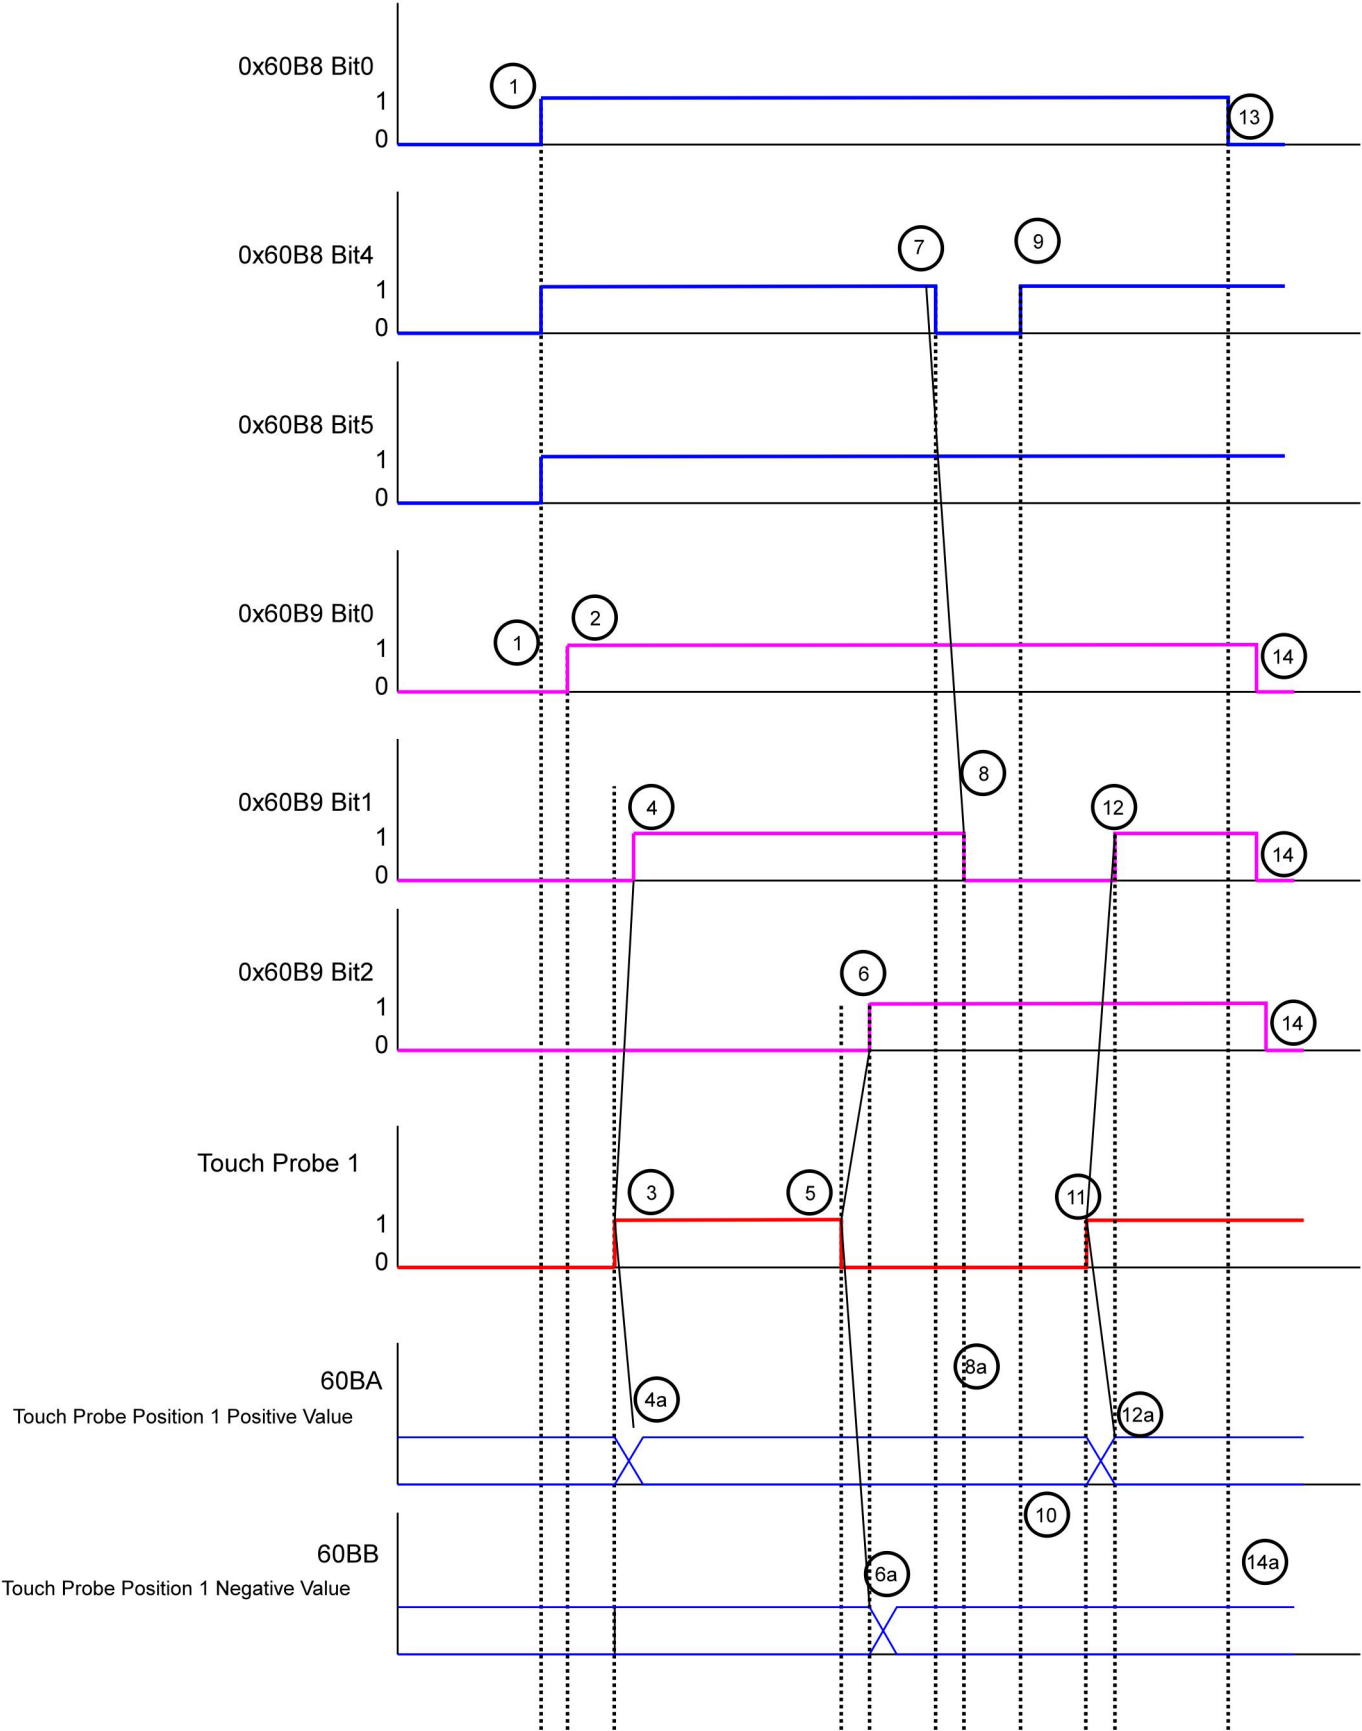 0x60B8 Bit0
1
1
13
0
0x60B8 Bit4
7
9
1
0
0x60B8 Bit5
1
0
0x60B9 Bit0
2
1
1
14
0
0x60B9 Bit1
8
4
12
1
14
0
0x60B9 Bit2
6
1
14
0
Touch Probe 1
3
5
11
1
0
60BA
8a
4a
12a
Touch Probe Position 1 Positive Value
10
60BB
14a
6a
Touch Probe Position 1 Negative Value